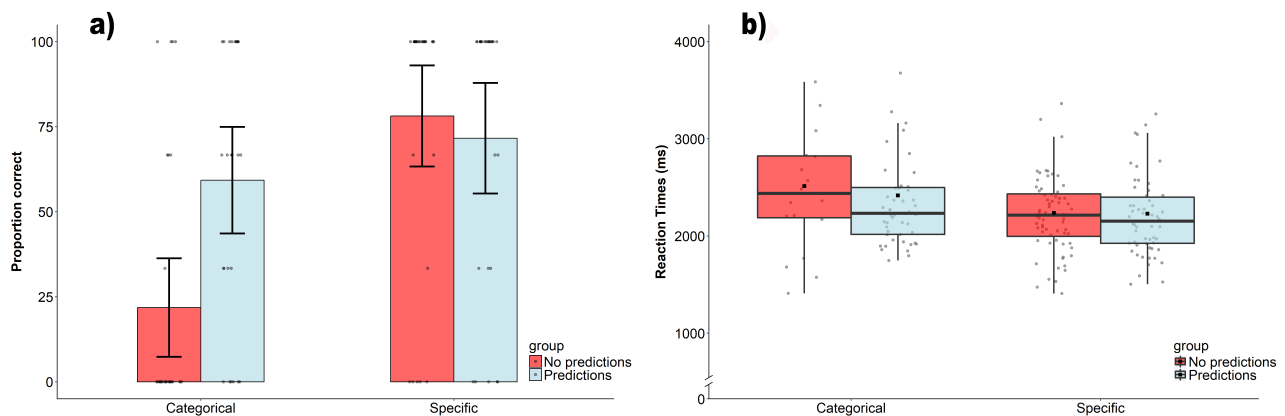 a)
Proportion correct
100
75
50
25
0
Categorical
Specific
group
No predictions
Predictions
b)
Reaction Times (ms)
4000
3000
2000
1000
0
Categorical
Specific
group
No predictions
Predictions